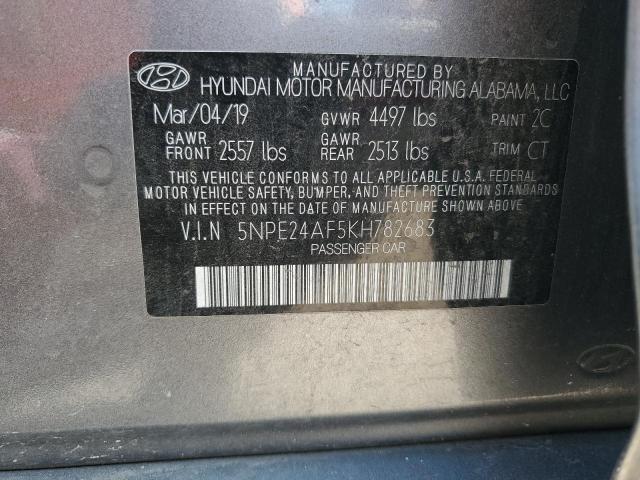 MANUFACTURED BY
HYUNDAI MOTOR MANUFACTURING ALABAMA, LLC
Mar/04/19 GVWR 4497 lbs PAINT 2C
GAWR FRONT 2557 lbs GAWR REAR 2513 lbs TRIM CT
THIS VEHICLE CONFORMS TO ALL APPLICABLE U.S.A. FEDERAL
MOTOR VEHICLE SAFETY, BUMPER, AND THEFT PREVENTION STANDARDS
IN EFFECT ON THE DATE OF MANUFACTURE SHOWN ABOVE.
V.I.N 5NPE24AF5KH782683
PASSENGER CAR